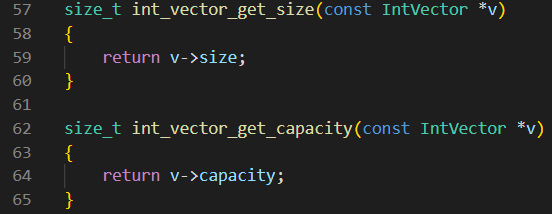 57 size_t int_vector_get_size(const IntVector *v)
58 {
59     return v->size;
60 }
61
62 size_t int_vector_get_capacity(const IntVector *v)
63 {
64     return v->capacity;
65 }